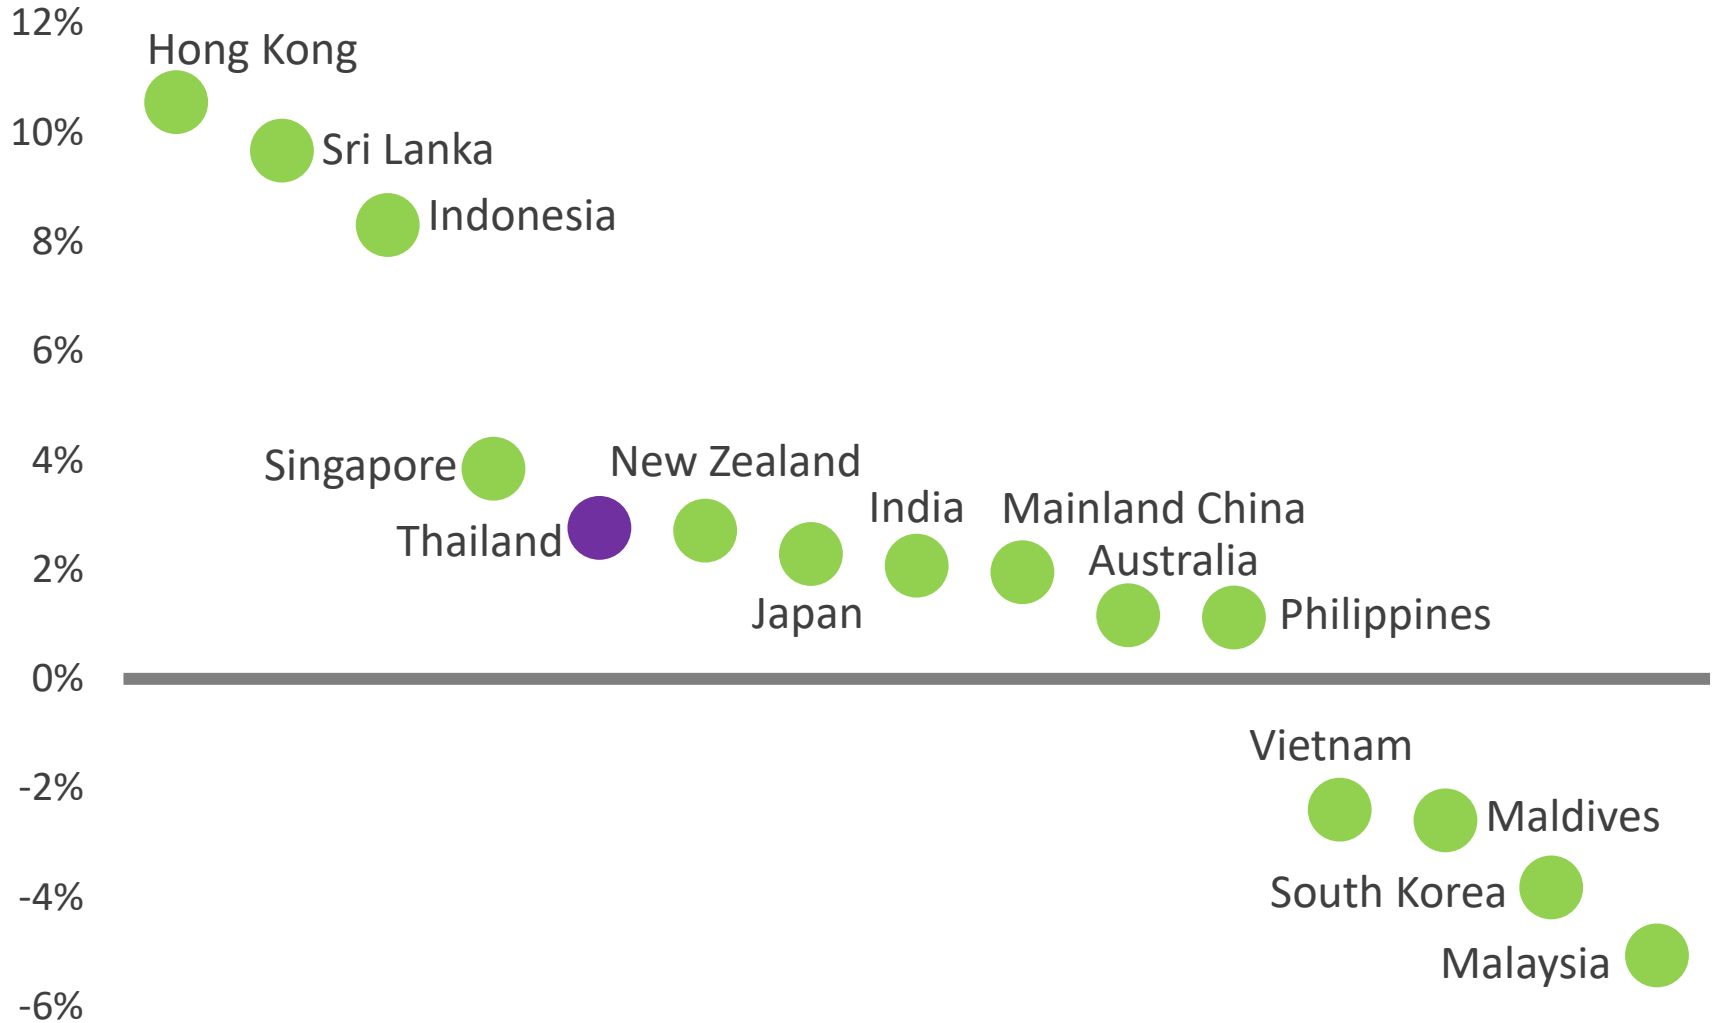 12%
Hong Kong
10%
Sri Lanka
Indonesia
8%
6%
4%
Singapore
New Zealand
Thailand
India
Mainland China
2%
Australia
Japan
Philippines
0%
Vietnam
-2%
Maldives
-4%
South Korea
Malaysia
-6%